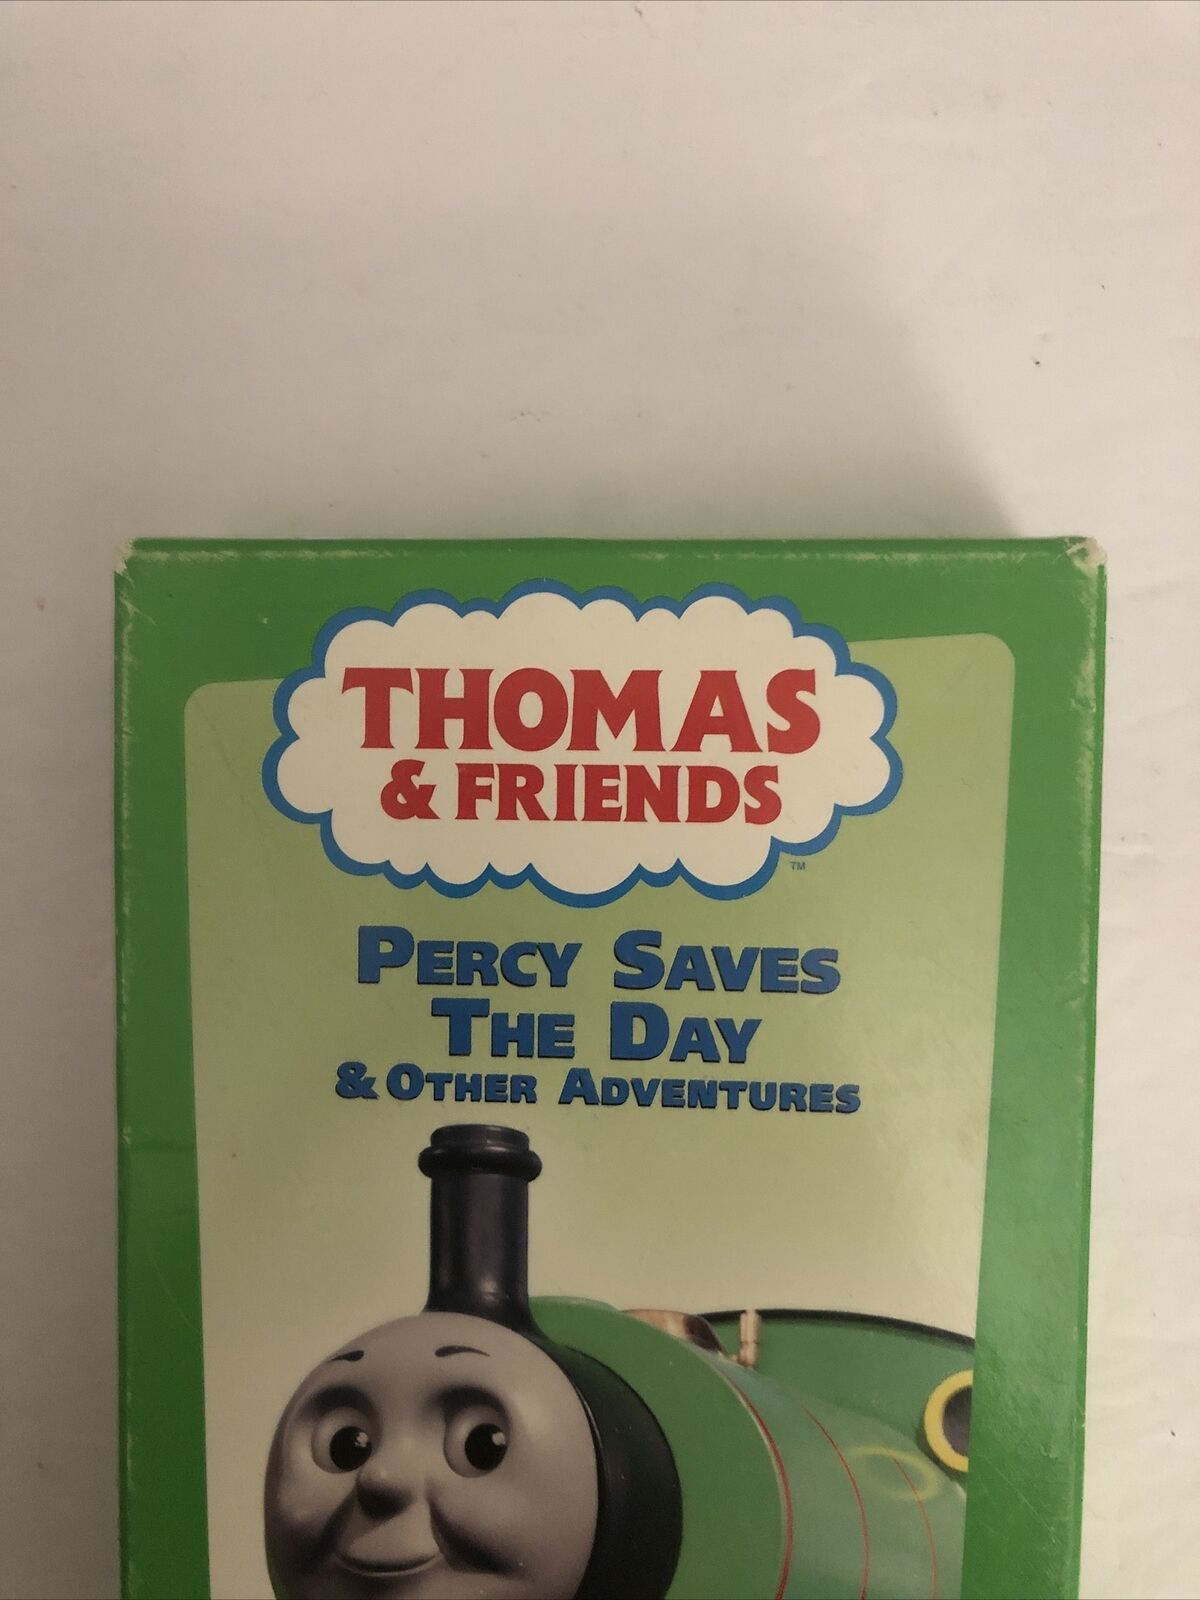 THOMAS
& FRIENDS
TM
PERCY SAVES
THE DAY
& OTHER ADVENTURES